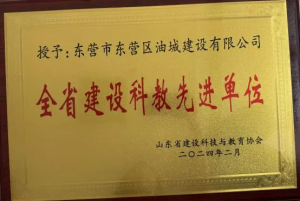 授予:东营市东营区油城建设有限公司
全省建设科教先进单位
山东省建设科技与教育协会
二〇二四年二月